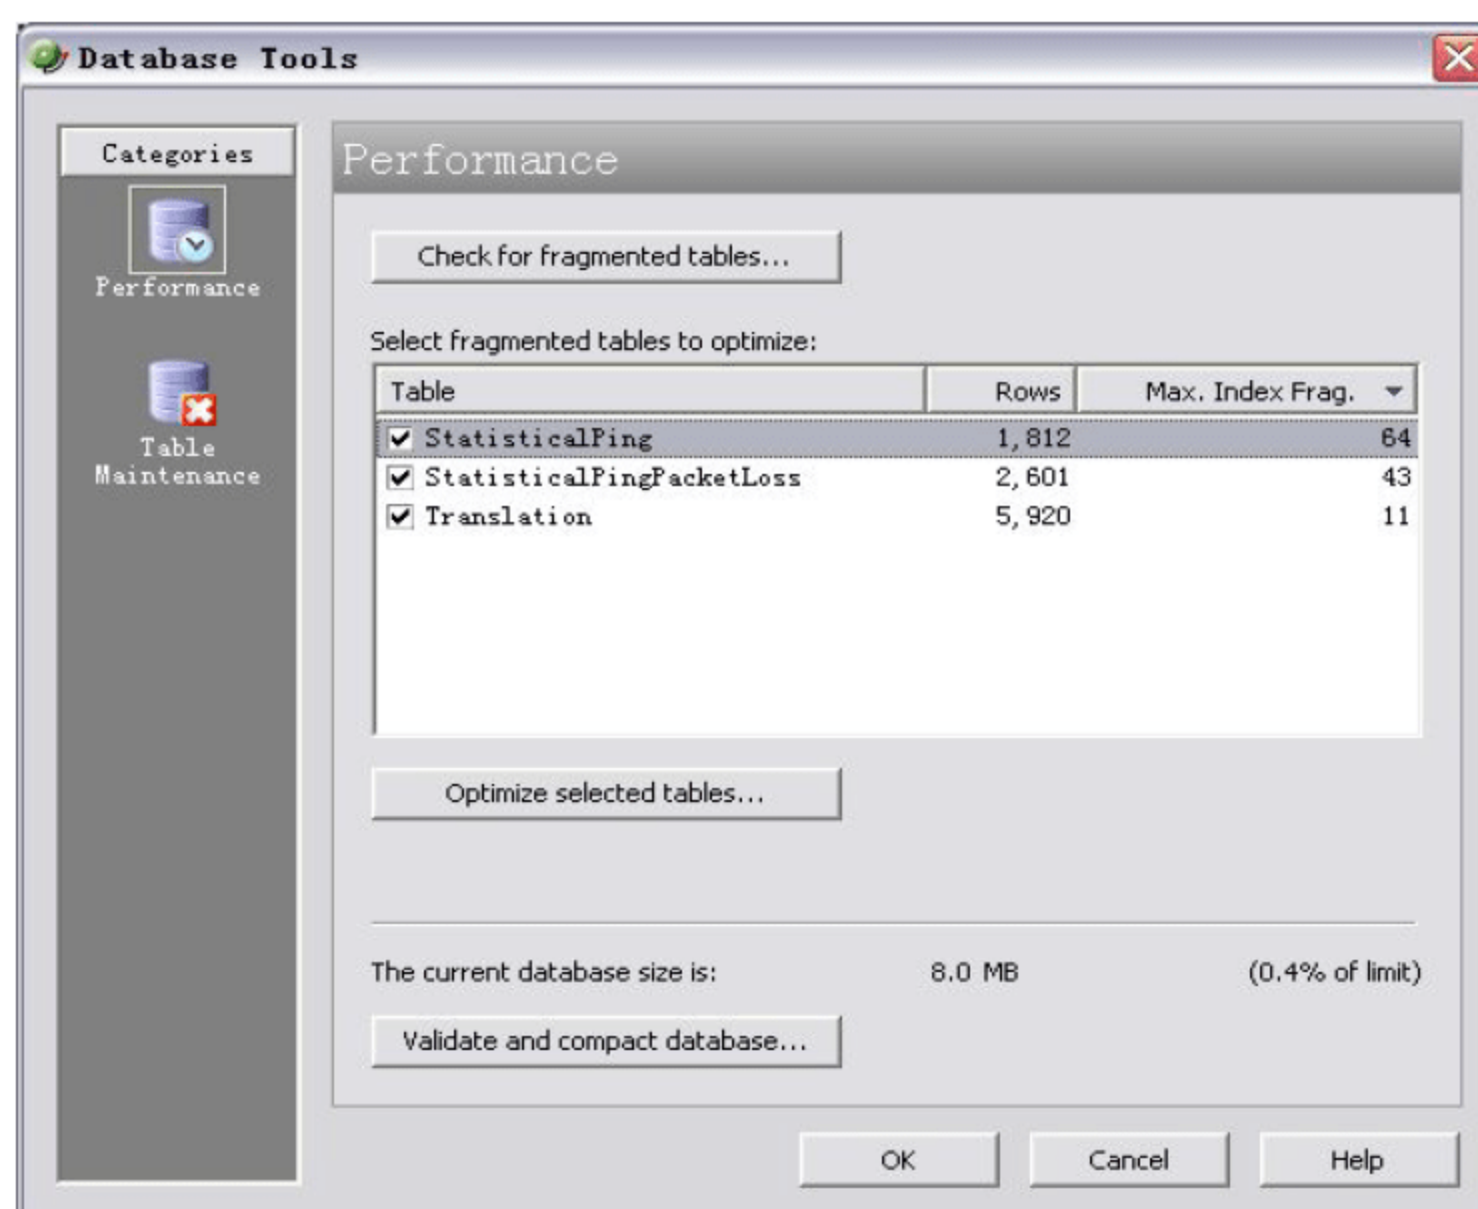 Database Tools
Categories
Performance
Table
Maintenance
Performance
Check for fragmented tables...
Select fragmented tables to optimize:
Table Rows Max. Index Frag.
StatisticalPing 1,812 64
StatisticalPingPacketLoss 2,601 43
Translation 5,920 11
Optimize selected tables...
The current database size is: 8.0 MB (0.4% of limit)
Validate and compact database...
OK Cancel Help